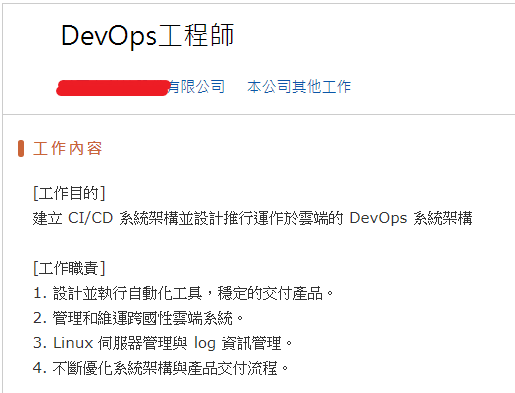 DevOps工程師
有限公司 本公司其他工作
工作內容
[工作目的]
建立 CI/CD 系統架構並設計推行運作於雲端的 DevOps 系統架構
[工作職責]
1. 設計並執行自動化工具，穩定的交付產品。
2. 管理和維運跨國性雲端系統。
3. Linux 伺服器管理與 log 資訊管理。
4. 不斷優化系統架構與產品交付流程。